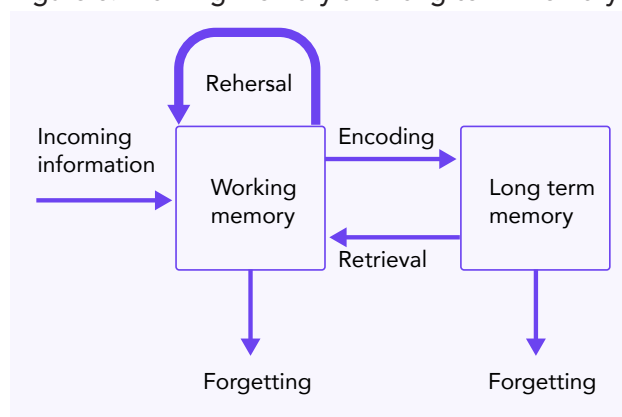 Rehersal
Incoming
information
Encoding
Working
memory
Long term
memory
Retrieval
Forgetting
Forgetting